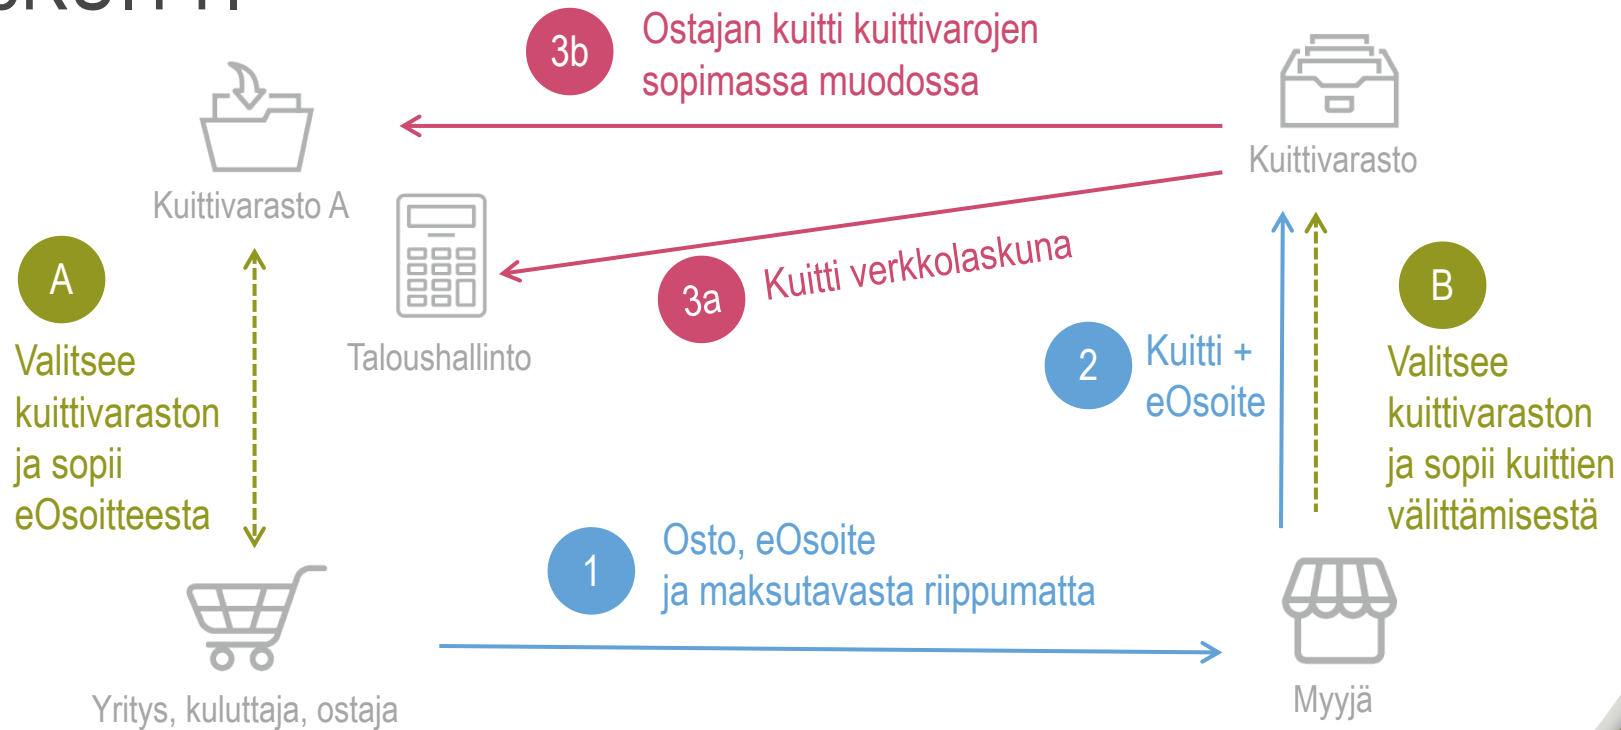 3b
Ostajan kuitti kuittivarojen
sopimassa muodossa
Kuittivarasto
Kuittivarasto A
A
Valitsee
kuittivaraston
ja sopii
eOsoitteesta
Taloushallinto
3a
Kuitti verkkolaskuna
2
Kuitti +
eOsoite
B
Valitsee
kuittivaraston
ja sopii kuittien
välittämisestä
1
Osto, eOsoite
ja maksutavasta riippumatta
Yritys, kuluttaja, ostaja
Myyjä